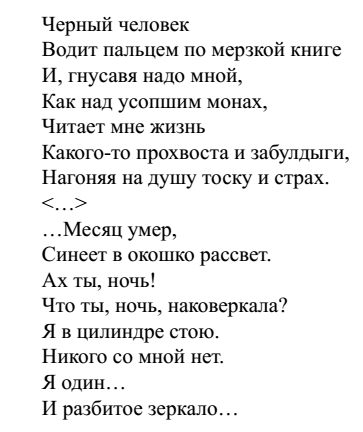 Черный человек
Водит пальцем по мерзкой книге
И, гнусавя надо мной,
Как над усопшим монах,
Читает мне жизнь
Какого-то прохвоста и забулдыги,
Нагоняя на душу тоску и страх.
<…>
…Месяц умер,
Синеет в окошко рассвет.
Ах ты, ночь!
Что ты, ночь, наковеркала?
Я в цилиндре стою.
Никого со мной нет.
Я один…
И разбитое зеркало…